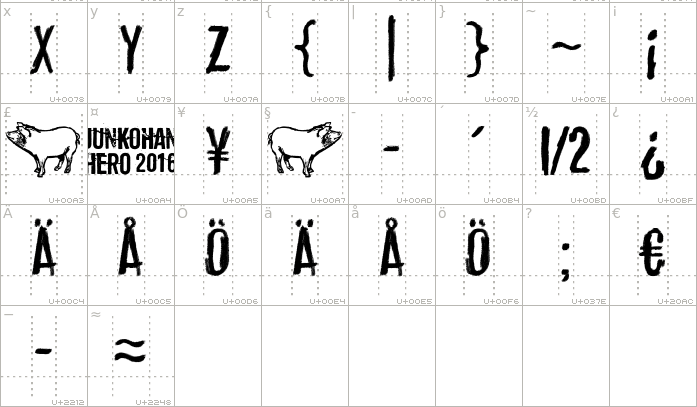 x y z { | } ~ ¡
X Y Z { | } ~ ¡
U+0078 U+0079 U+007A U+007B U+007C U+007D U+007E U+00A1
£ ¤ ¥ § - ´ ½ ¿
JUNKOHAN ¥ - ´ 1/2 ¿
HERO 2016
U+00A3 U+00A4 U+00A5 U+00A7 U+00AD U+00B4 U+00BD U+00BF
Ä Å Ö ä å ö ? €
Ä Å Ö Ä Å Ö ; €
U+00C4 U+00C5 U+00D6 U+00E4 U+00E5 U+00F6 U+037E U+20AC
− ≈
- ≈
U+2212 U+2248